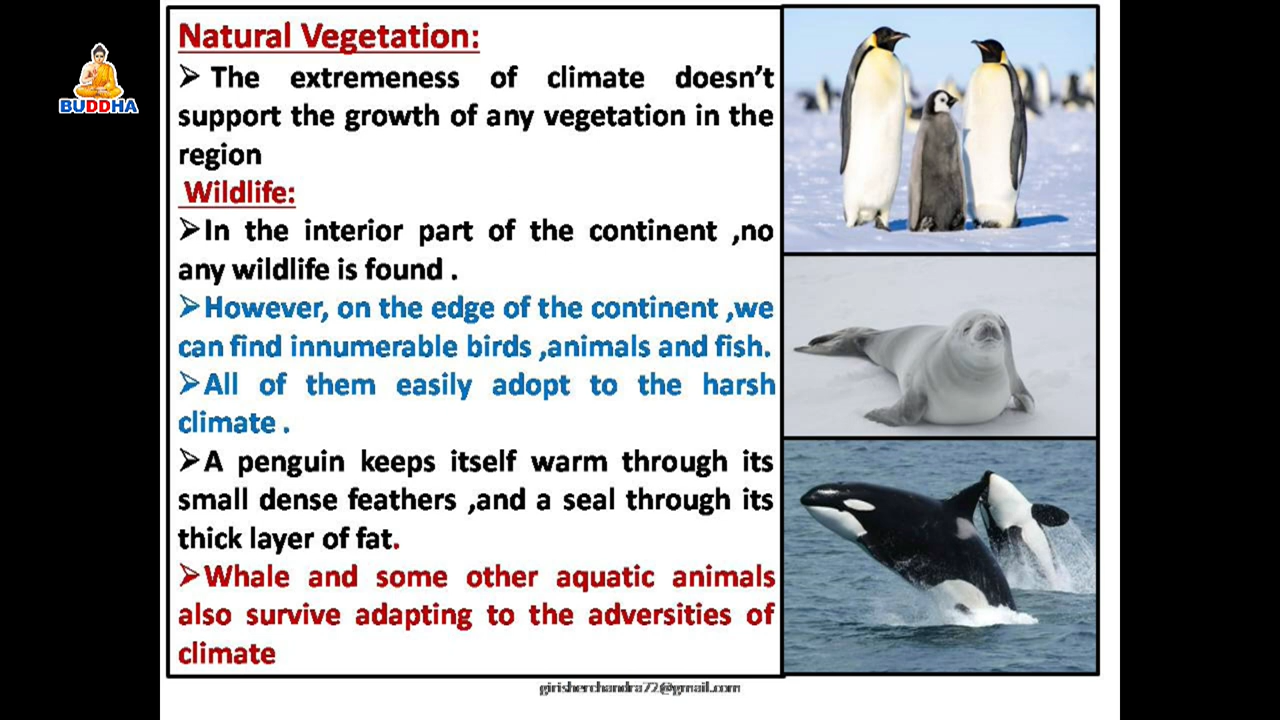 BUDDHA
Natural Vegetation:
➢ The extremeness of climate doesn’t
support the growth of any vegetation in the
region
Wildlife:
➢In the interior part of the continent ,no
any wildlife is found .
➢However, on the edge of the continent ,we
can find innumerable birds ,animals and fish.
➢All of them easily adopt to the harsh
climate .
➢A penguin keeps itself warm through its
small dense feathers ,and a seal through its
thick layer of fat.
➢Whale and some other aquatic animals
also survive adapting to the adversities of
climate
girisherchandra72@gmail.com